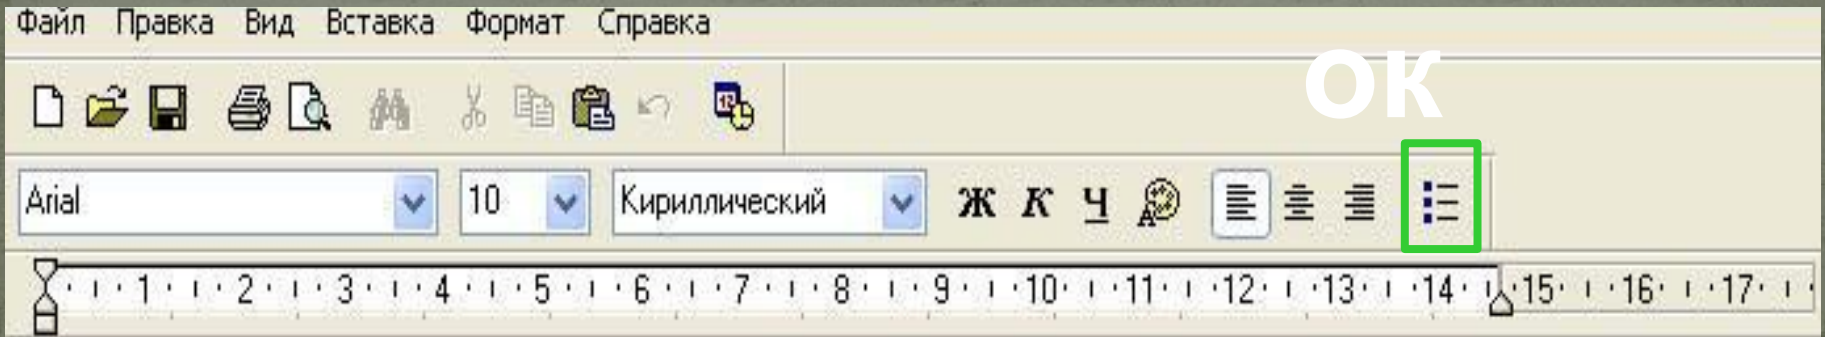 Файл Правка Вид Вставка Формат Справка
ОК
12
Arial 10 Кириллический Ж К Ч A
1 2 3 4 5 6 7 8 9 10 11 12 13 14 15 16 17